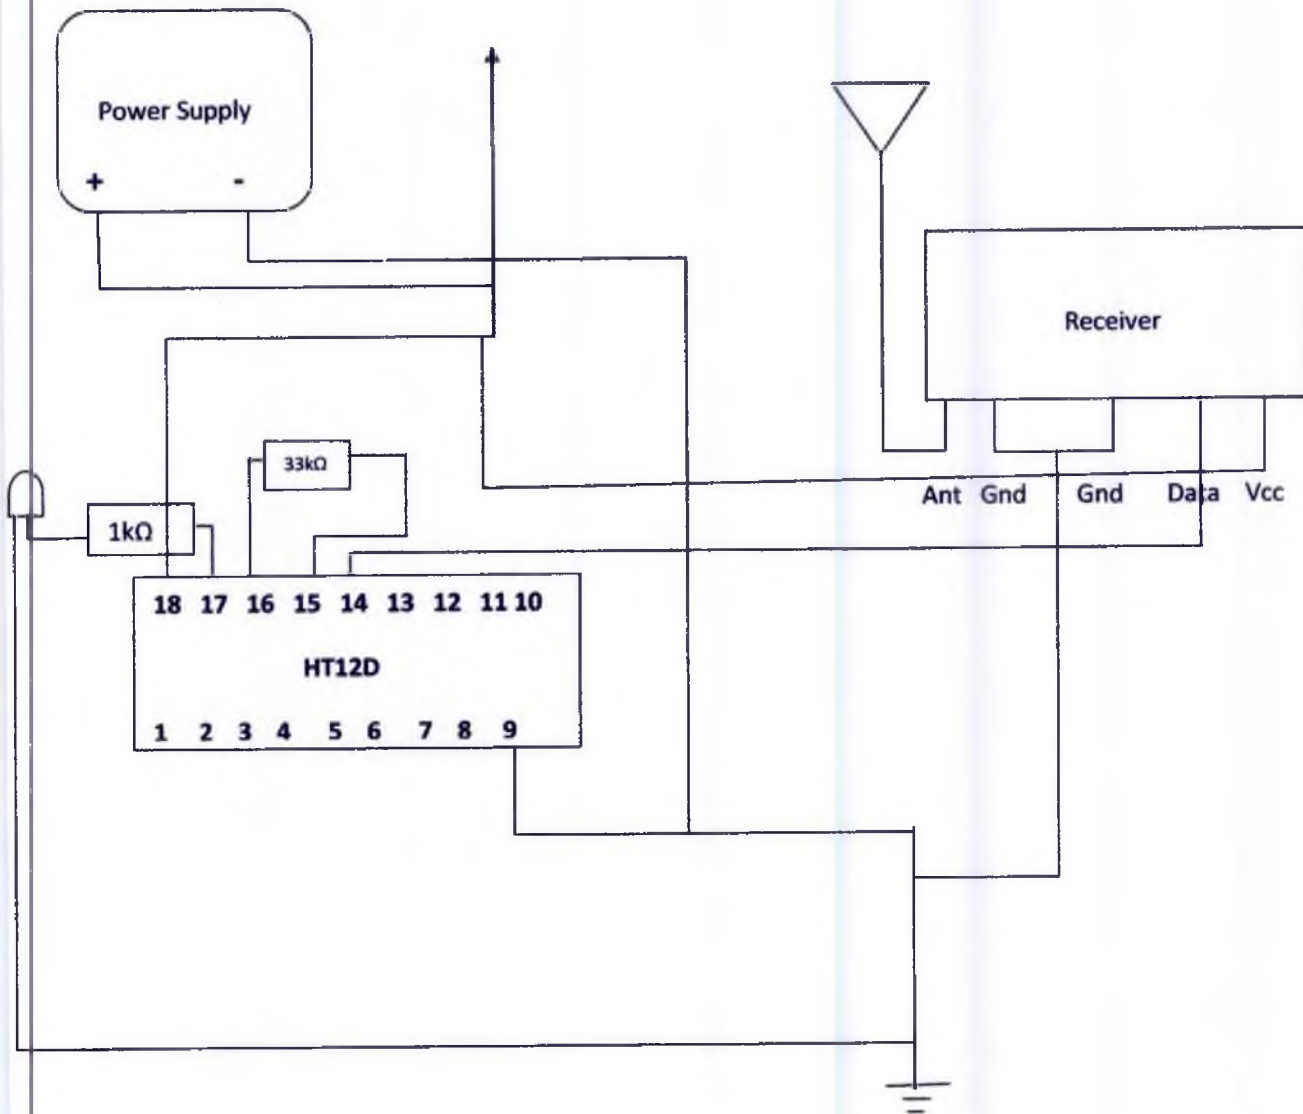 Power Supply
+ -
Receiver
33kΩ
Ant Gnd Gnd Data Vcc
1kΩ
18 17 16 15 14 13 12 11 10
HT12D
1 2 3 4 5 6 7 8 9